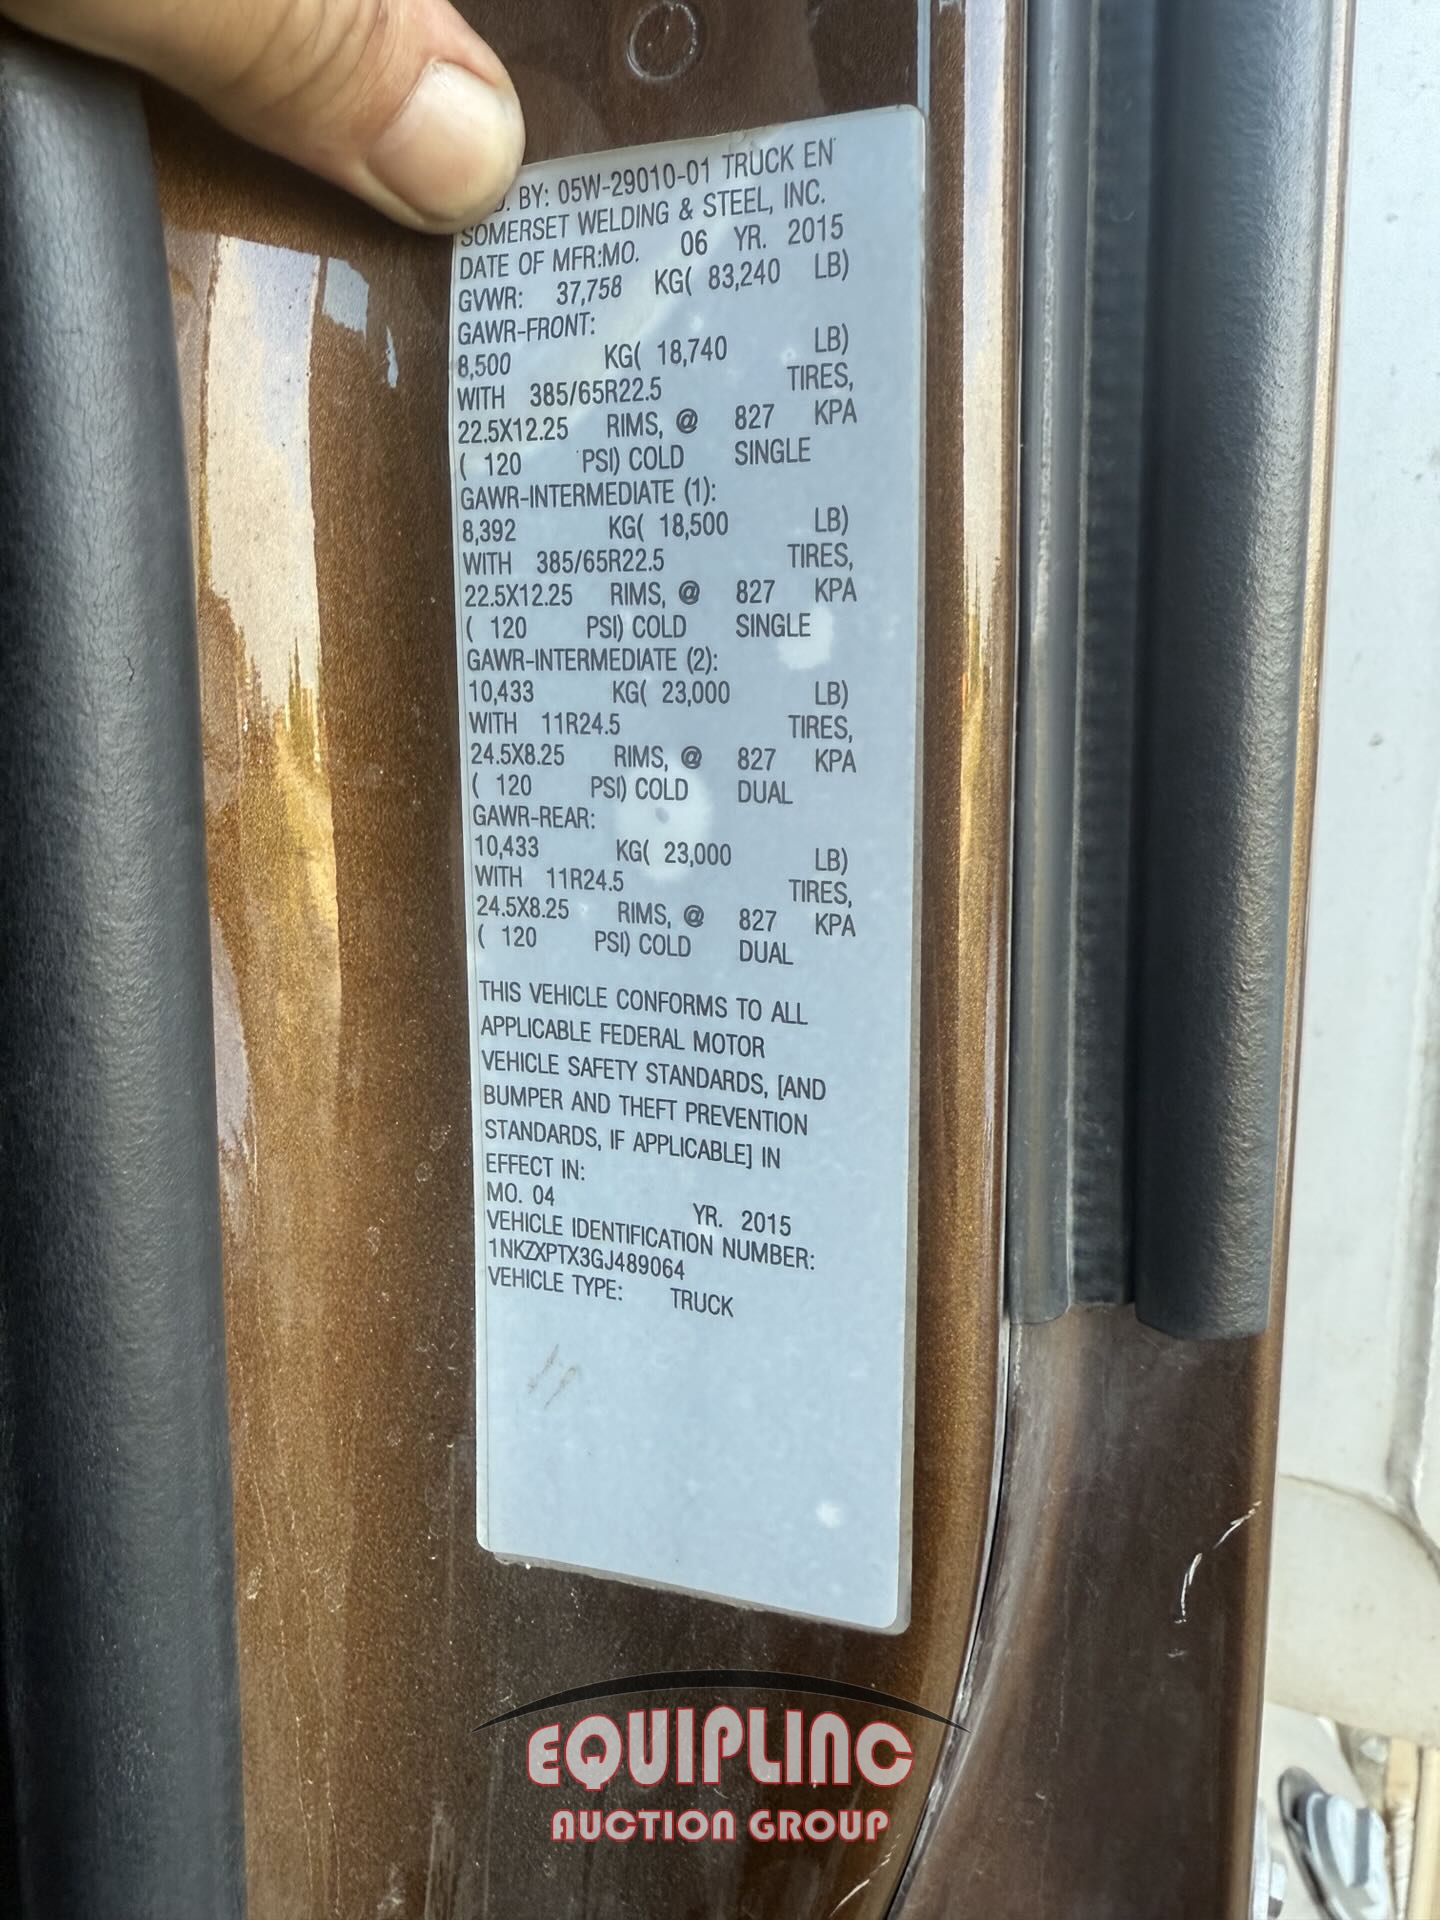 BY: 05W-29010-01 TRUCK EN
SOMERSET WELDING & STEEL, INC.
DATE OF MFR:MO. 06 YR. 2015
GVWR: 37,758 KG( 83,240 LB)
GAWR-FRONT:
8,500 KG( 18,740 LB)
WITH 385/65R22.5 TIRES,
22.5X12.25 RIMS, @ 827 KPA
( 120 PSI) COLD SINGLE
GAWR-INTERMEDIATE (1):
8,392 KG( 18,500 LB)
WITH 385/65R22.5 TIRES,
22.5X12.25 RIMS, @ 827 KPA
( 120 PSI) COLD SINGLE
GAWR-INTERMEDIATE (2):
10,433 KG( 23,000 LB)
WITH 11R24.5 TIRES,
24.5X8.25 RIMS, @ 827 KPA
( 120 PSI) COLD DUAL
GAWR-REAR:
10,433 KG( 23,000 LB)
WITH 11R24.5 TIRES,
24.5X8.25 RIMS, @ 827 KPA
( 120 PSI) COLD DUAL
THIS VEHICLE CONFORMS TO ALL
APPLICABLE FEDERAL MOTOR
VEHICLE SAFETY STANDARDS, [AND
BUMPER AND THEFT PREVENTION
STANDARDS, IF APPLICABLE] IN
EFFECT IN:
MO. 04 YR. 2015
VEHICLE IDENTIFICATION NUMBER:
1NKZXPTX3GJ489064
VEHICLE TYPE: TRUCK
EQUIPLINC
AUCTION GROUP